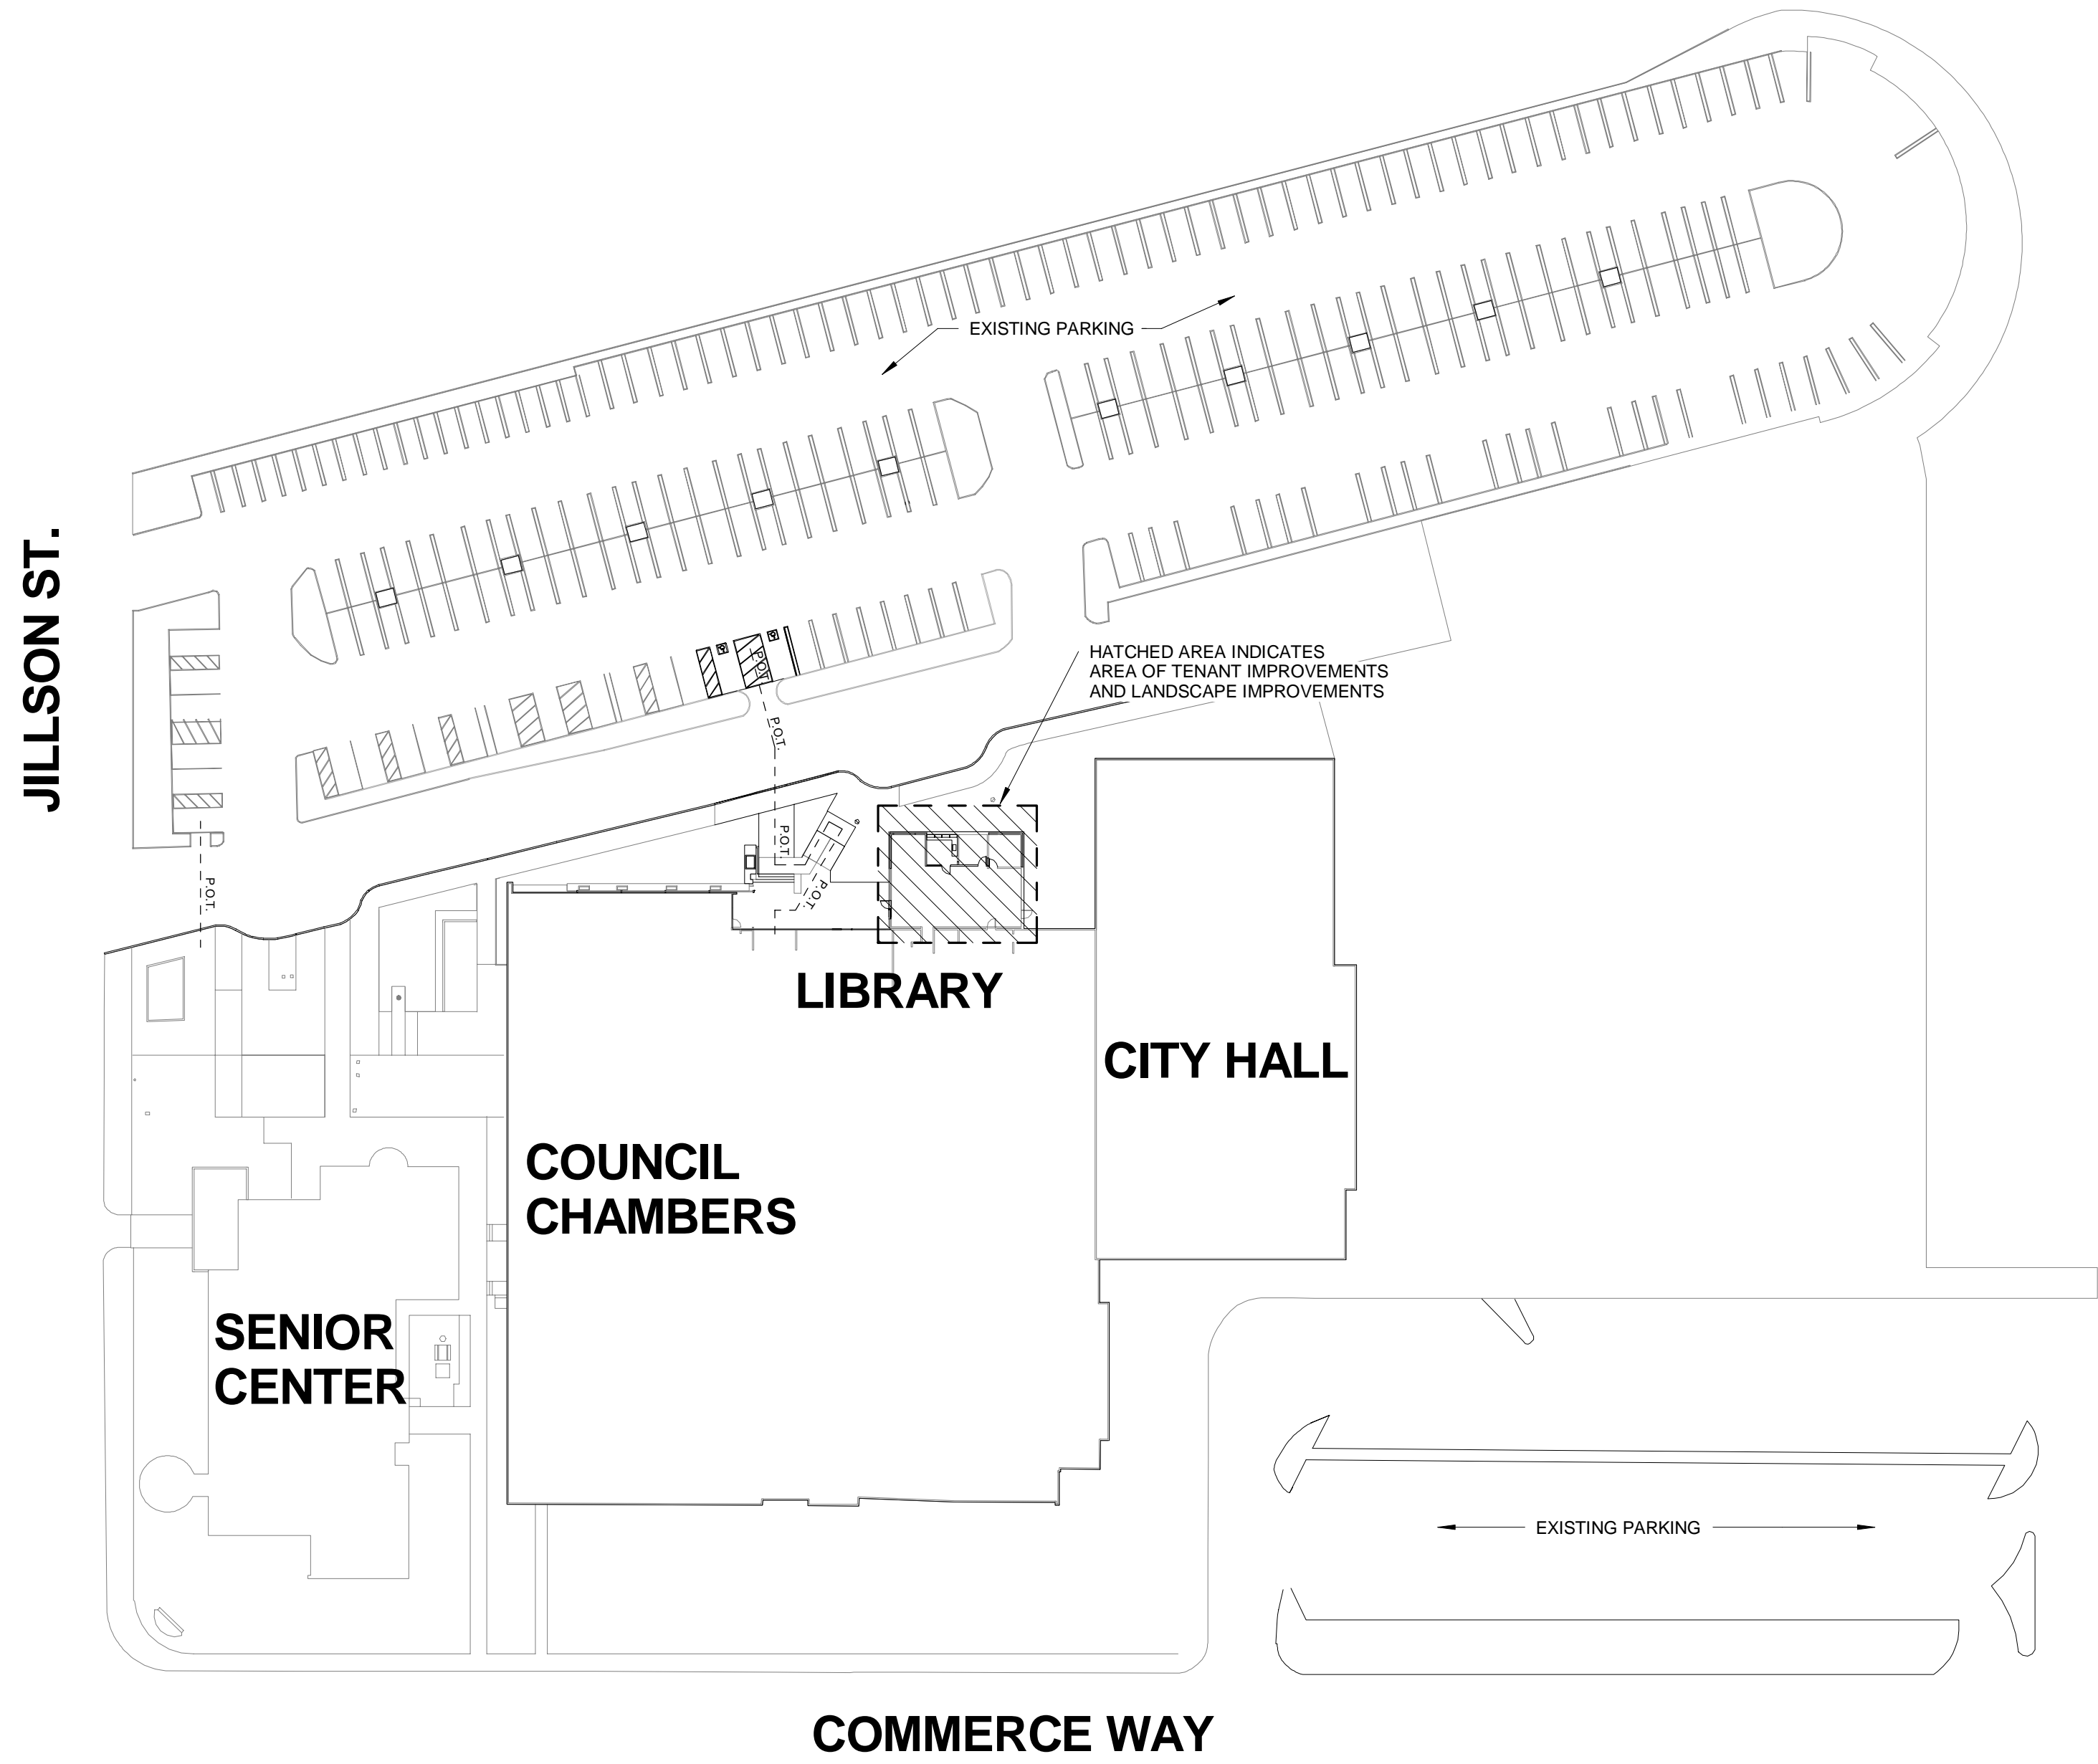 EXISTING PARKING
JILLSON ST.
HATCHED AREA INDICATES
AREA OF TENANT IMPROVEMENTS
AND LANDSCAPE IMPROVEMENTS
P.O.T.
P.O.T.
P.O.T.
P.O.T.
P.O.T.
LIBRARY
CITY HALL
COUNCIL
CHAMBERS
SENIOR
CENTER
EXISTING PARKING
COMMERCE WAY